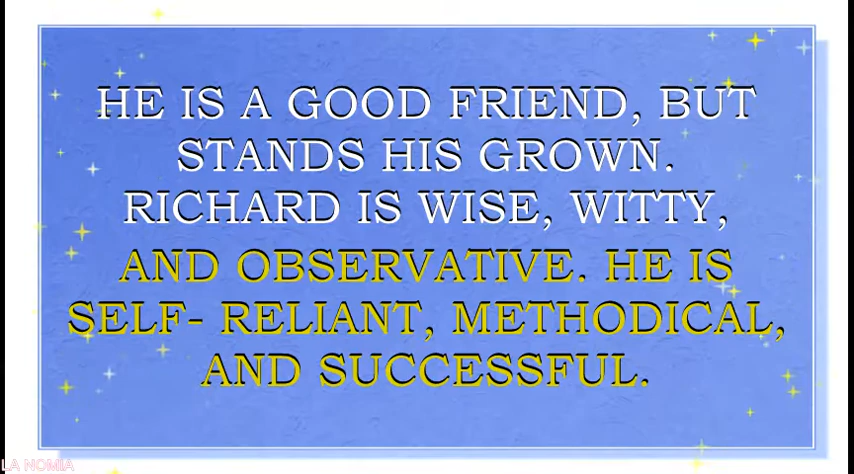 HE IS A GOOD FRIEND, BUT
STANDS HIS GROWN.
RICHARD IS WISE, WITTY,
AND OBSERVATIVE. HE IS
SELF- RELIANT, METHODICAL,
AND SUCCESSFUL.
LA NOMIA